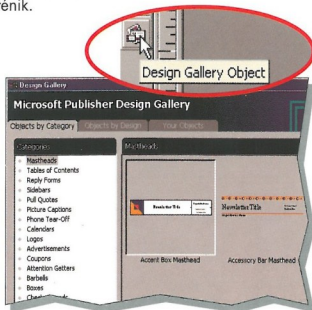 énik.
Design Gallery Object
Design Gallery
Microsoft Publisher Design Gallery
Objects by Category Objects by Design Your Objects
Categories Mastheads
Mastheads
Tables of Contents
Reply Forms
Sidebars
Pull Quotes
Picture Captions
Phone Tear-Off
Calendars
Logos
Advertisements
Coupons
Attention Getters
Barbells
Boxes
Newsletter Title
Newsletter Title
Accent Box Masthead Accessory Bar Masthead